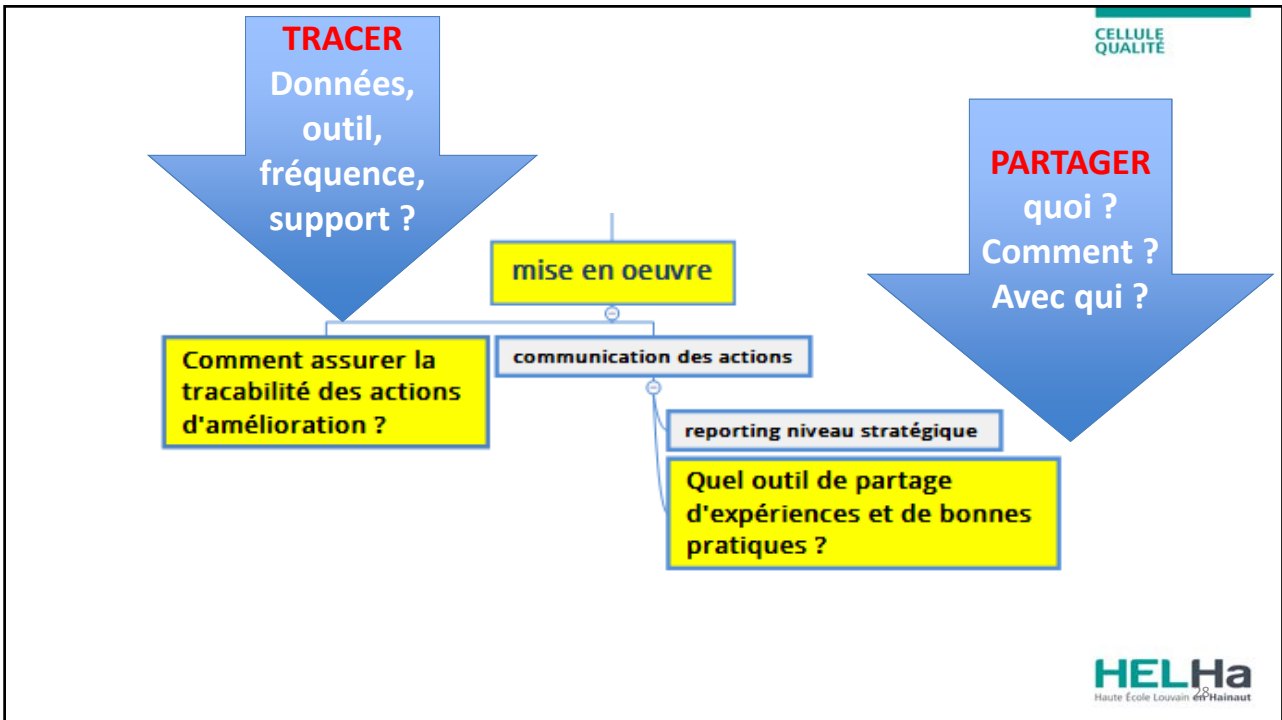 TRACER
Données,
outil,
fréquence,
support ?
CELLULE
QUALITÉ
PARTAGER
quoi ?
Comment ?
Avec qui ?
mise en oeuvre
Comment assurer la
tracabilité des actions
d'amélioration ?
communication des actions
reporting niveau stratégique
Quel outil de partage
d'expériences et de bonnes
pratiques ?
HELHa
Haute École Louvain en Hainaut
28